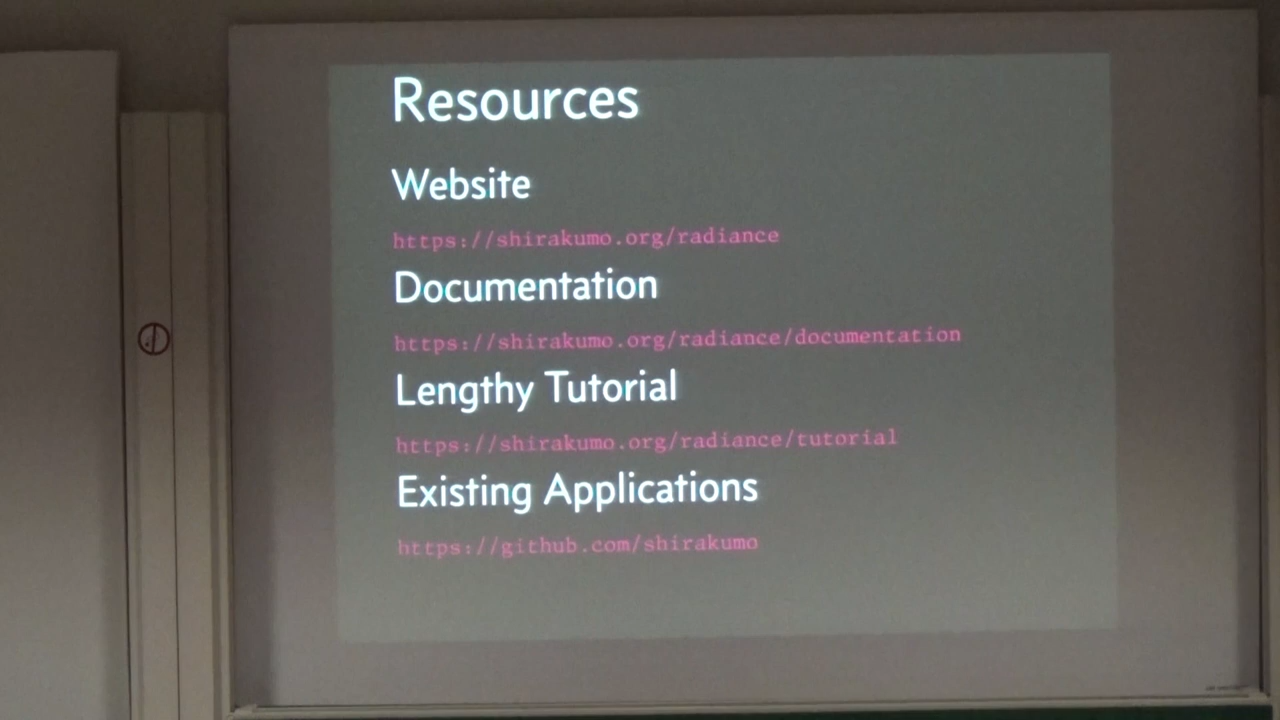 Resources
Website
https://shirakumo.org/radiance
Documentation
https://shirakumo.org/radiance/documentation
Lengthy Tutorial
https://shirakumo.org/radiance/tutorial
Existing Applications
https://github.com/shirakumo